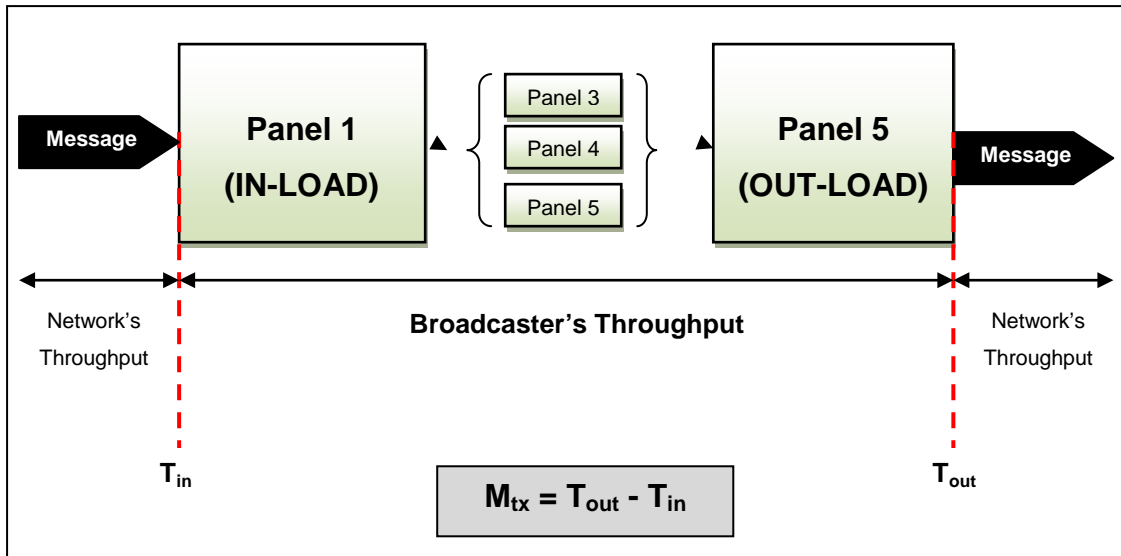 Message
Panel 1
(IN-LOAD)
Panel 3
Panel 4
Panel 5
Panel 5
(OUT-LOAD)
Message
Network's
Throughput
Broadcaster's Throughput
Network's
Throughput
Tin
Tout
Mtx = Tout - Tin